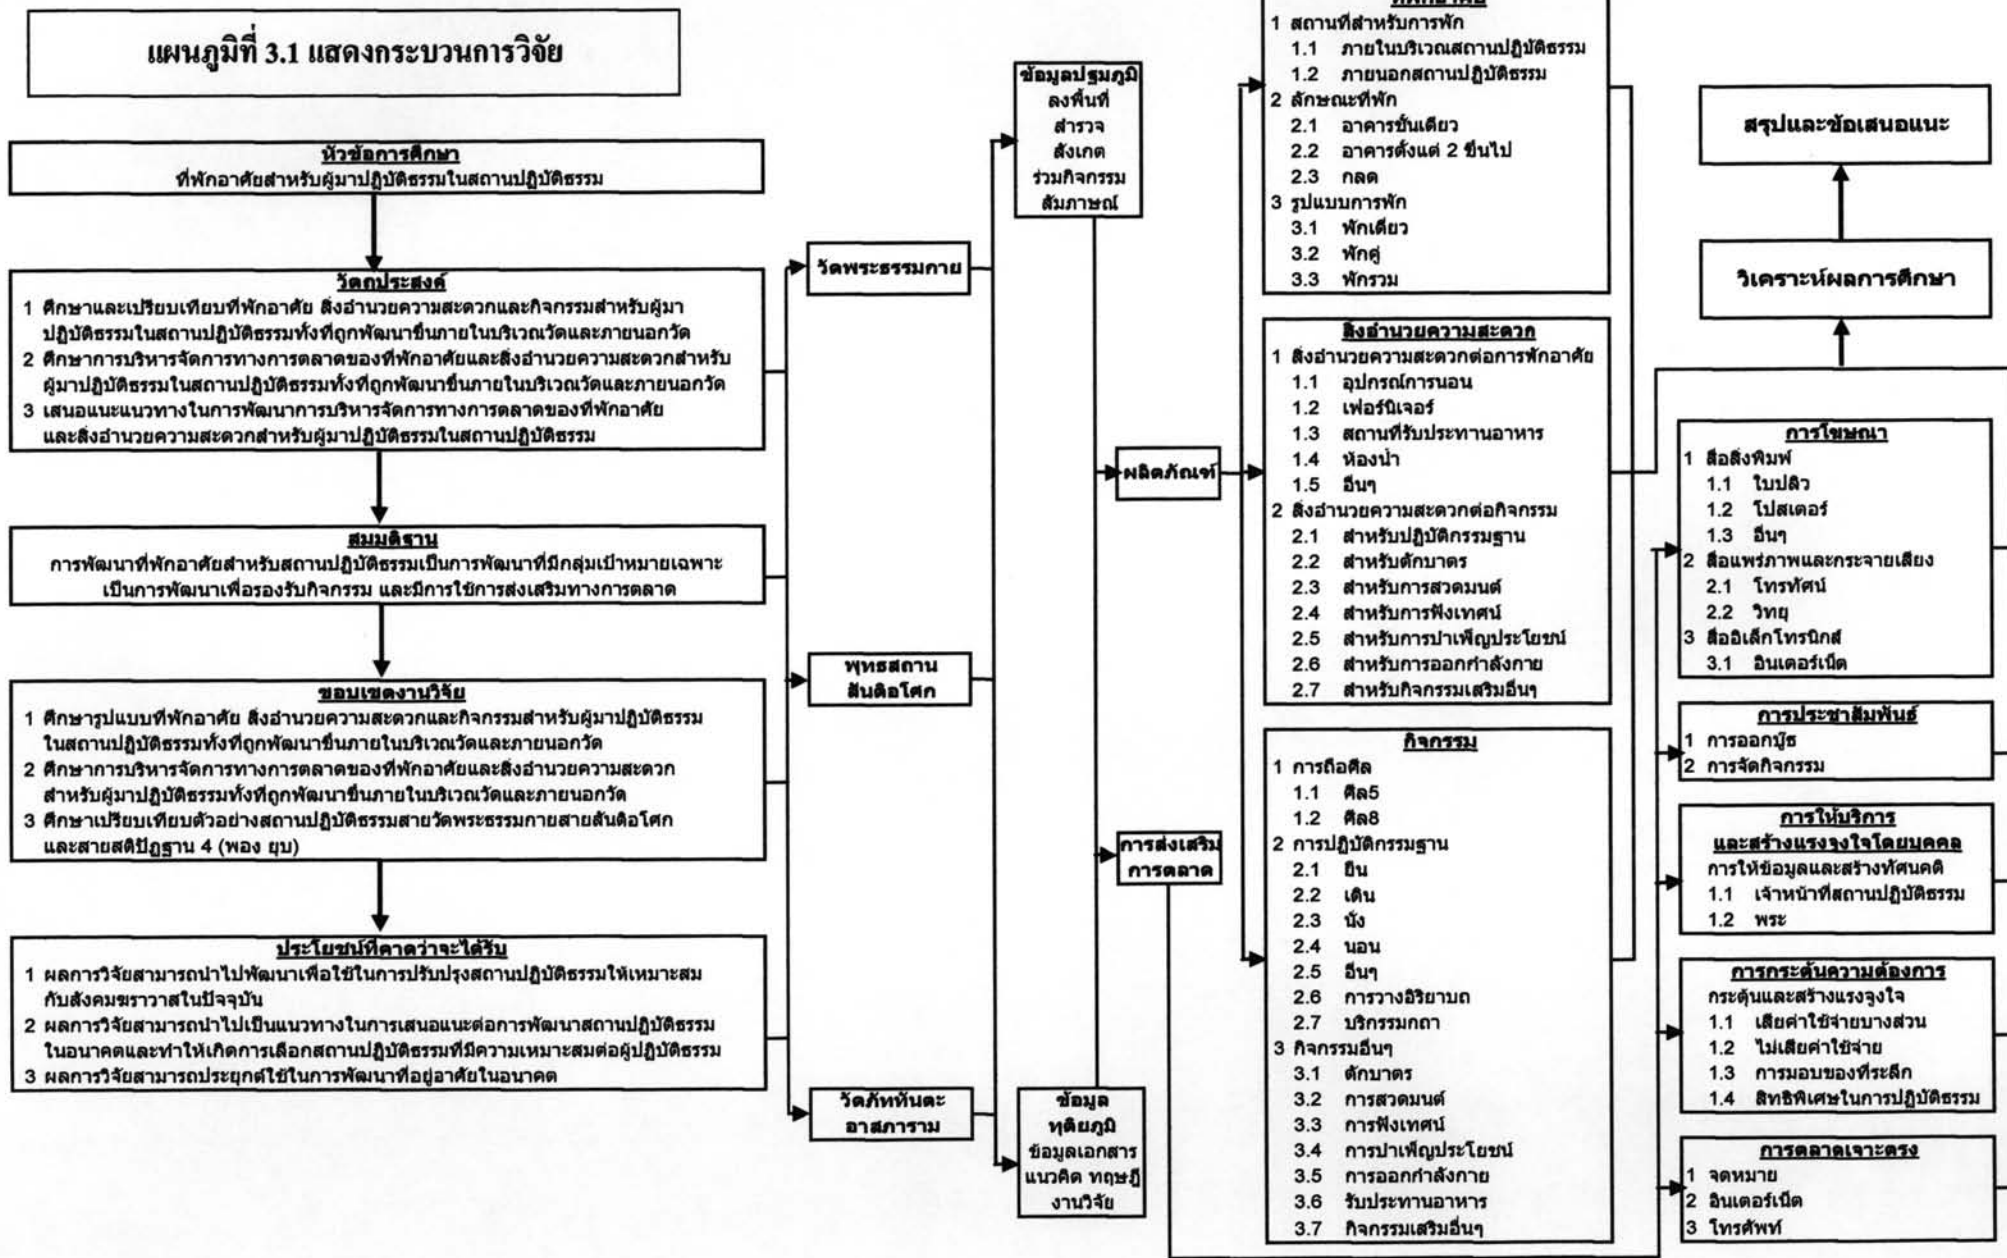 แผนภูมิที่ 3.1 แสดงกระบวนการวิจัย
หัวข้อการศึกษา
ที่พักอาศัยสำหรับผู้มาปฏิบัติธรรมในสถานปฏิบัติธรรม
วัตถุประสงค์
1 ศึกษาและเปรียบเทียบที่พักอาศัย สิ่งอำนวยความสะดวกและกิจกรรมสำหรับผู้มา
ปฏิบัติธรรมในสถานปฏิบัติธรรมทั้งที่ถูกพัฒนาขึ้นภายในบริเวณวัดและภายนอกวัด
2 ศึกษาการบริหารจัดการทางการตลาดของที่พักอาศัยและสิ่งอำนวยความสะดวกสำหรับ
ผู้มาปฏิบัติธรรมในสถานปฏิบัติธรรมทั้งที่ถูกพัฒนาขึ้นภายในบริเวณวัดและภายนอกวัด
3 เสนอแนะแนวทางในการพัฒนาการบริหารจัดการทางการตลาดของที่พักอาศัย
และสิ่งอำนวยความสะดวกสำหรับผู้มาปฏิบัติธรรมในสถานปฏิบัติธรรม
สมมติฐาน
การพัฒนาที่พักอาศัยสำหรับสถานปฏิบัติธรรมเป็นการพัฒนาที่มีกลุ่มเป้าหมายเฉพาะ
เป็นการพัฒนาเพื่อรองรับกิจกรรม และมีการใช้การส่งเสริมทางการตลาด
ขอบเขตงานวิจัย
1 ศึกษารูปแบบที่พักอาศัย สิ่งอำนวยความสะดวกและกิจกรรมสำหรับผู้มาปฏิบัติธรรม
ในสถานปฏิบัติธรรมทั้งที่ถูกพัฒนาขึ้นภายในบริเวณวัดและภายนอกวัด
2 ศึกษาการบริหารจัดการทางการตลาดของที่พักอาศัยและสิ่งอำนวยความสะดวก
สำหรับผู้มาปฏิบัติธรรมทั้งที่ถูกพัฒนาขึ้นภายในบริเวณวัดและภายนอกวัด
3 ศึกษาเปรียบเทียบตัวอย่างสถานปฏิบัติธรรมสายวัดพระธรรมกายสายสันติอโศก
และสายสติปัฏฐาน 4 (พอง ยุบ)
ประโยชน์ที่คาดว่าจะได้รับ
1 ผลการวิจัยสามารถนำไปพัฒนาเพื่อใช้ในการปรับปรุงสถานปฏิบัติธรรมให้เหมาะสม
กับสังคมฆราวาสในปัจจุบัน
2 ผลการวิจัยสามารถนำไปเป็นแนวทางในการเสนอแนะต่อการพัฒนาสถานปฏิบัติธรรม
ในอนาคตและทำให้เกิดการเลือกสถานปฏิบัติธรรมที่มีความเหมาะสมต่อผู้ปฏิบัติธรรม
3 ผลการวิจัยสามารถประยุกต์ใช้ในการพัฒนาที่อยู่อาศัยในอนาคต
วัดพระธรรมกาย
พุทธสถาน
สันติอโศก
วัดภัททันตะ
อาสภาราม
ข้อมูลปฐมภูมิ
ลงพื้นที่
สำรวจ
สังเกต
ร่วมกิจกรรม
สัมภาษณ์
ข้อมูล
ทุติยภูมิ
ข้อมูลเอกสาร
แนวคิด ทฤษฎี
งานวิจัย
ผลิตภัณฑ์
การส่งเสริม
การตลาด
ที่พักอาศัย
1 สถานที่สำหรับการพัก
1.1 ภายในบริเวณสถานปฏิบัติธรรม
1.2 ภายนอกสถานปฏิบัติธรรม
2 ลักษณะที่พัก
2.1 อาคารชั้นเดียว
2.2 อาคารตั้งแต่ 2 ขึ้นไป
2.3 กลด
3 รูปแบบการพัก
3.1 พักเดี่ยว
3.2 พักคู่
3.3 พักรวม
สิ่งอำนวยความสะดวก
1 สิ่งอำนวยความสะดวกต่อการพักอาศัย
1.1 อุปกรณ์การนอน
1.2 เฟอร์นิเจอร์
1.3 สถานที่รับประทานอาหาร
1.4 ห้องน้ำ
1.5 อื่นๆ
2 สิ่งอำนวยความสะดวกต่อกิจกรรม
2.1 สำหรับปฏิบัติกรรมฐาน
2.2 สำหรับตักบาตร
2.3 สำหรับการสวดมนต์
2.4 สำหรับการฟังเทศน์
2.5 สำหรับการบำเพ็ญประโยชน์
2.6 สำหรับการออกกำลังกาย
2.7 สำหรับกิจกรรมเสริมอื่นๆ
กิจกรรม
1 การถือศีล
1.1 ศีล5
1.2 ศีล8
2 การปฏิบัติกรรมฐาน
2.1 ยืน
2.2 เดิน
2.3 นั่ง
2.4 นอน
2.5 อื่นๆ
2.6 การวางอิริยาบถ
2.7 บริกรรมกถา
3 กิจกรรมอื่นๆ
3.1 ตักบาตร
3.2 การสวดมนต์
3.3 การฟังเทศน์
3.4 การบำเพ็ญประโยชน์
3.5 การออกกำลังกาย
3.6 รับประทานอาหาร
3.7 กิจกรรมเสริมอื่นๆ
สรุปและข้อเสนอแนะ
วิเคราะห์ผลการศึกษา
การโฆษณา
1 สื่อสิ่งพิมพ์
1.1 ใบปลิว
1.2 โปสเตอร์
1.3 อื่นๆ
2 สื่อแพร่ภาพและกระจายเสียง
2.1 โทรทัศน์
2.2 วิทยุ
3 สื่ออิเล็กโทรนิกส์
3.1 อินเตอร์เน็ต
การประชาสัมพันธ์
1 การออกบู๊ธ
2 การจัดกิจกรรม
การให้บริการ
และสร้างแรงจูงใจโดยบุคคล
การให้ข้อมูลและสร้างทัศนคติ
1.1 เจ้าหน้าที่สถานปฏิบัติธรรม
1.2 พระ
การกระตุ้นความต้องการ
กระตุ้นและสร้างแรงจูงใจ
1.1 เสียค่าใช้จ่ายบางส่วน
1.2 ไม่เสียค่าใช้จ่าย
1.3 การมอบของที่ระลึก
1.4 สิทธิพิเศษในการปฏิบัติธรรม
การตลาดเจาะตรง
1 จดหมาย
2 อินเตอร์เน็ต
3 โทรศัพท์